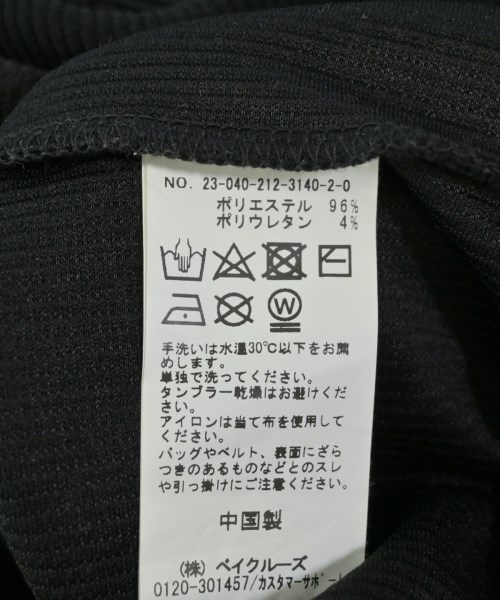 NO. 23-040-212-3140-2-0
ポリエステル 96%
ポリウレタン 4%
W
手洗いは水温30℃以下をお薦
めします。
単独で洗ってください。
タンブラー乾燥はお避けくださ
い。
アイロンは当て布を使用して
ください。
バッグやベルト、表面にざら
つきのあるものなどとのスレ
や引っ掛けにご注意ください。
中国製
(株) ベイクルーズ
0120-301457/カスタマーサポート